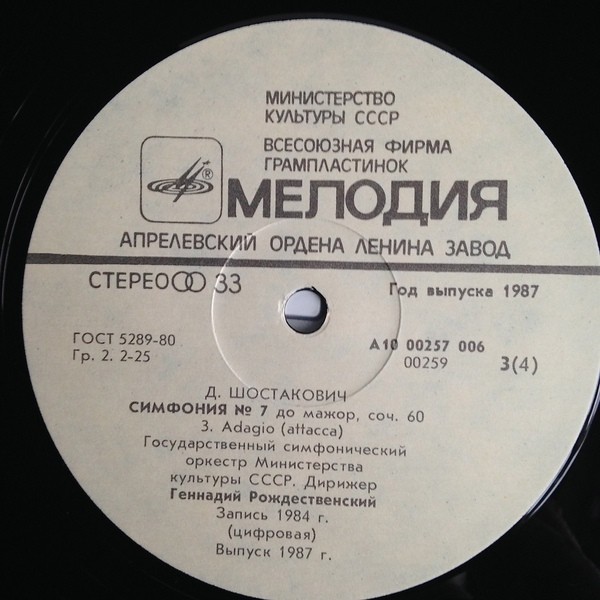 МИНИСТЕРСТВО
КУЛЬТУРЫ СССР
ВСЕСОЮЗНАЯ ФИРМА
ГРАМПЛАСТИНОК
®
МЕЛОДИЯ
АПРЕЛЕВСКИЙ ОРДЕНА ЛЕНИНА ЗАВОД
СТЕРЕО 33
Год выпуска 1987
ГОСТ 5289-80
Гр. 2. 2-25
А10 00257 006
00259
3(4)
Д. ШОСТАКОВИЧ
СИМФОНИЯ № 7 до мажор, соч. 60
3. Adagio (attacca)
Государственный симфонический
оркестр Министерства
культуры СССР. Дирижер
Геннадий Рождественский
Запись 1984 г.
(цифровая)
Выпуск 1987 г.